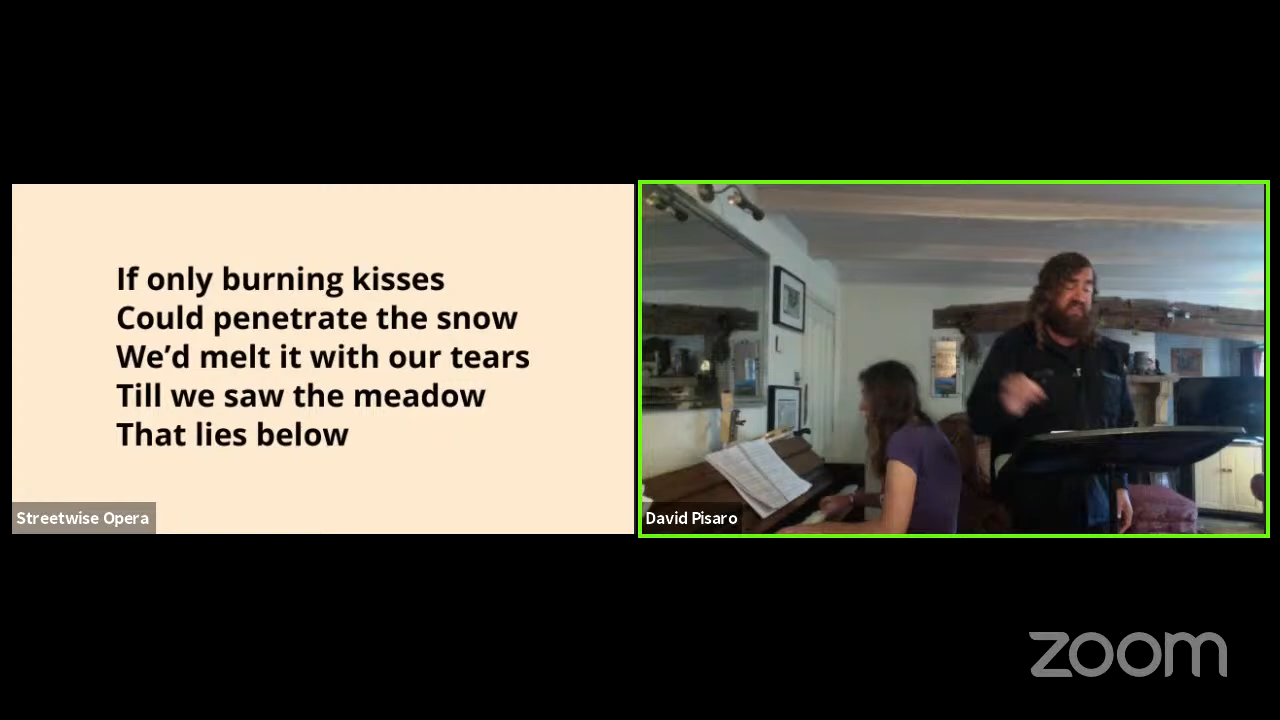 If only burning kisses
Could penetrate the snow
We'd melt it with our tears
Till we saw the meadow
That lies below
Streetwise Opera
David Pisaro
zoom